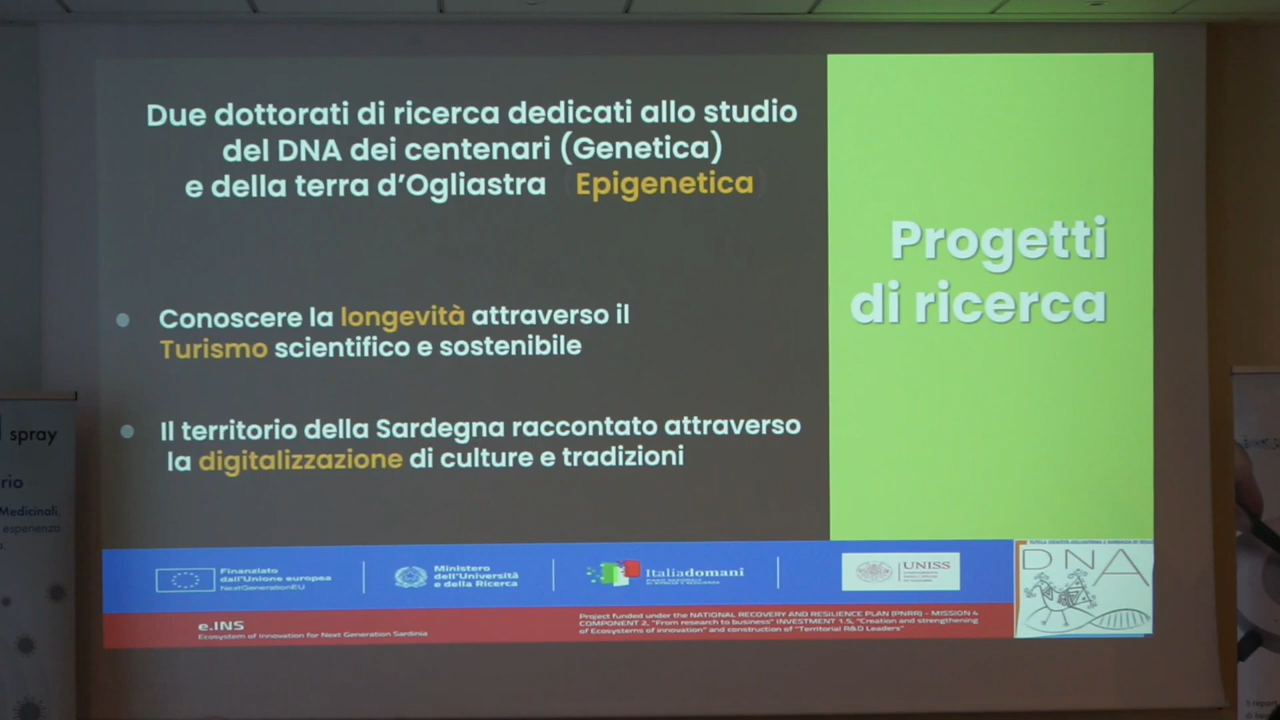 Due dottorati di ricerca dedicati allo studio
del DNA dei centenari (Genetica)
e della terra d'Ogliastra Epigenetica
Progetti
di ricerca
Conoscere la longevità attraverso il
Turismo scientifico e sostenibile
Il territorio della Sardegna raccontato attraverso
la digitalizzazione di culture e tradizioni
Finanziato
dall'Unione europea
NextGenerationEU
Ministero
dell'Università
e della Ricerca
Italiadomani
UNISS
DNA
e.INS
Ecosystem of Innovation for Next Generation Sardinia
Project funded under the NATIONAL RECOVERY AND RESILIENCE PLAN (PNRR) – MISSION 4
COMPONENT 2, "From research to business" INVESTMENT 1.5, "Creation and strengthening
of Ecosystems of innovation" and construction of "Territorial R&D Leaders"
spray
rio
Medicinali.
esperienza